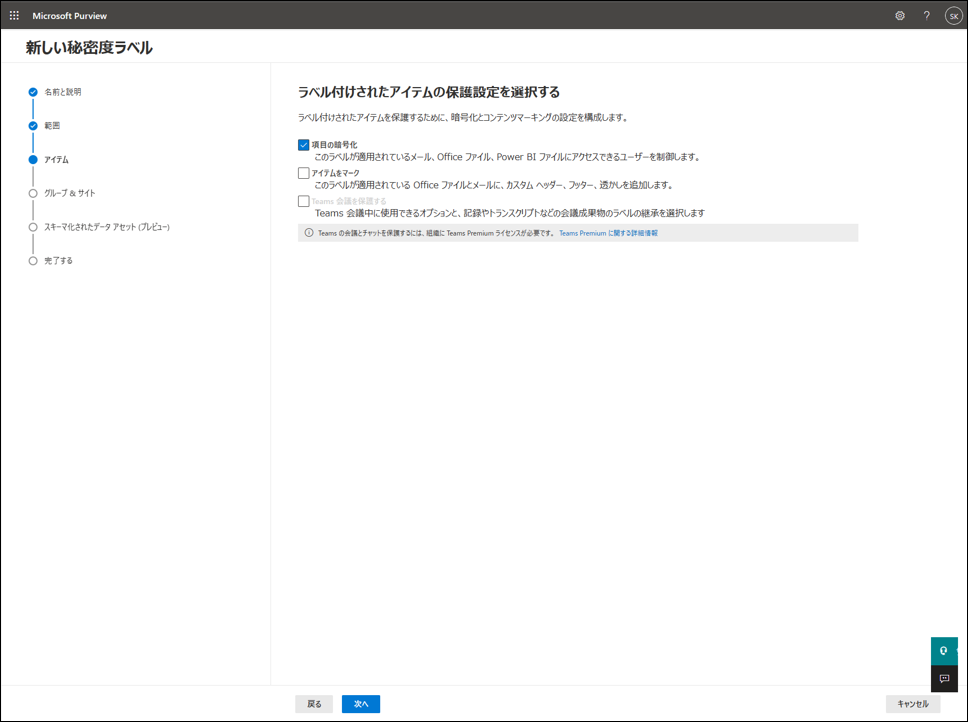 Microsoft Purview
SK
新しい秘密度ラベル
名前と説明
範囲
アイテム
グループ & サイト
スキーマ化されたデータ アセット (プレビュー)
完了する
ラベル付けされたアイテムの保護設定を選択する
ラベル付けされたアイテムを保護するために、暗号化とコンテンツマーキングの設定を構成します。
項目の暗号化
このラベルが適用されているメール、Office ファイル、Power BI ファイルにアクセスできるユーザーを制御します。
アイテムをマーク
このラベルが適用されている Office ファイルとメールに、カスタム ヘッダー、フッター、透かしを追加します。
Teams 会議を保護する
Teams 会議中に使用できるオプションと、記録やトランスクリプトなどの会議成果物のラベルの継承を選択します
Teams の会議とチャットを保護するには、組織に Teams Premium ライセンスが必要です。 Teams Premium に関する詳細情報
戻る
次へ
キャンセル